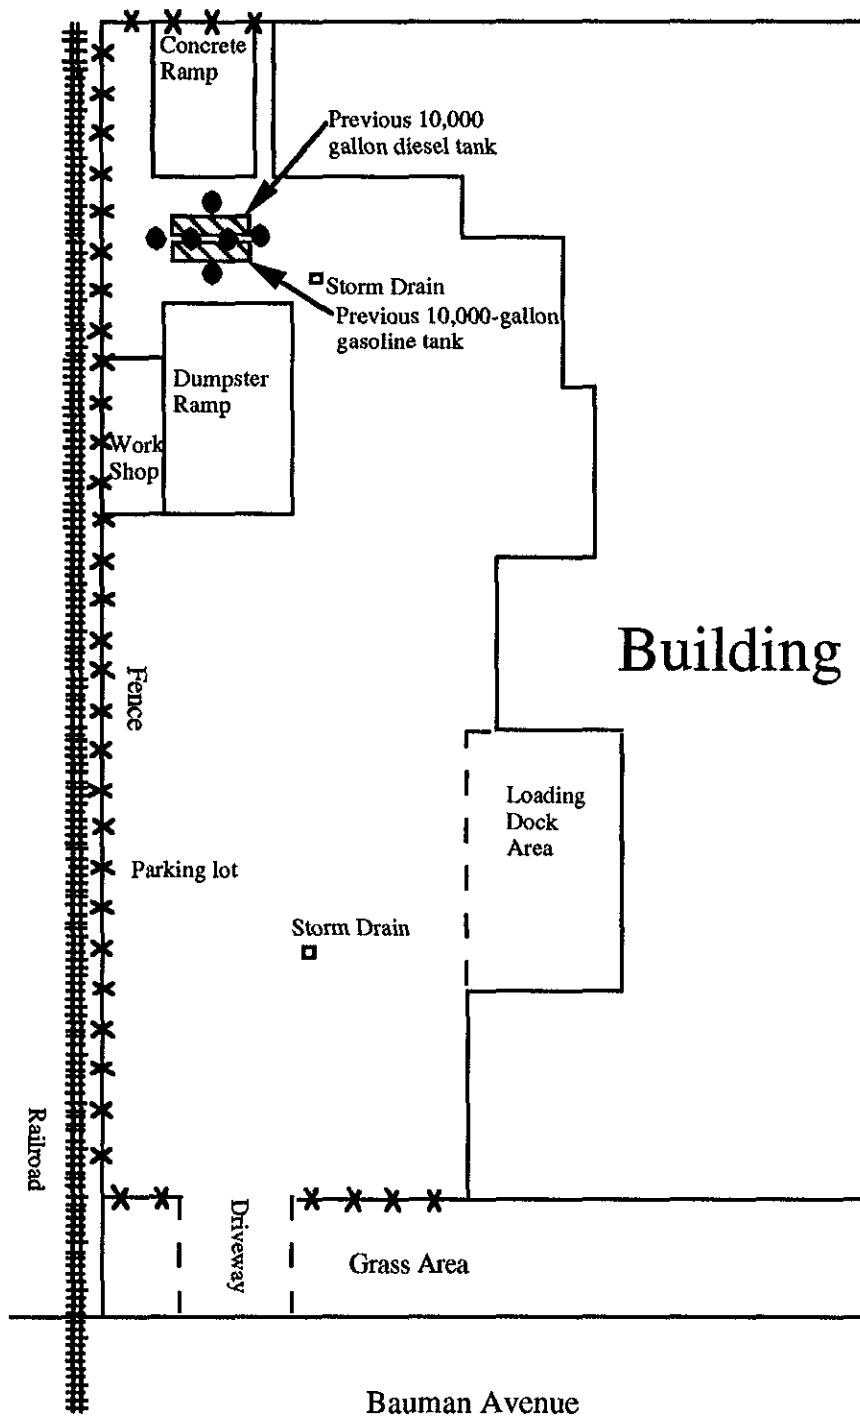 Concrete
Ramp
Previous 10,000
gallon diesel tank
Storm Drain
Previous 10,000-gallon
gasoline tank
Dumpster
Ramp
Work
Shop
Building
Fence
Loading
Dock
Area
Parking lot
Storm Drain
Railroad
Driveway
Grass Area
Bauman Avenue